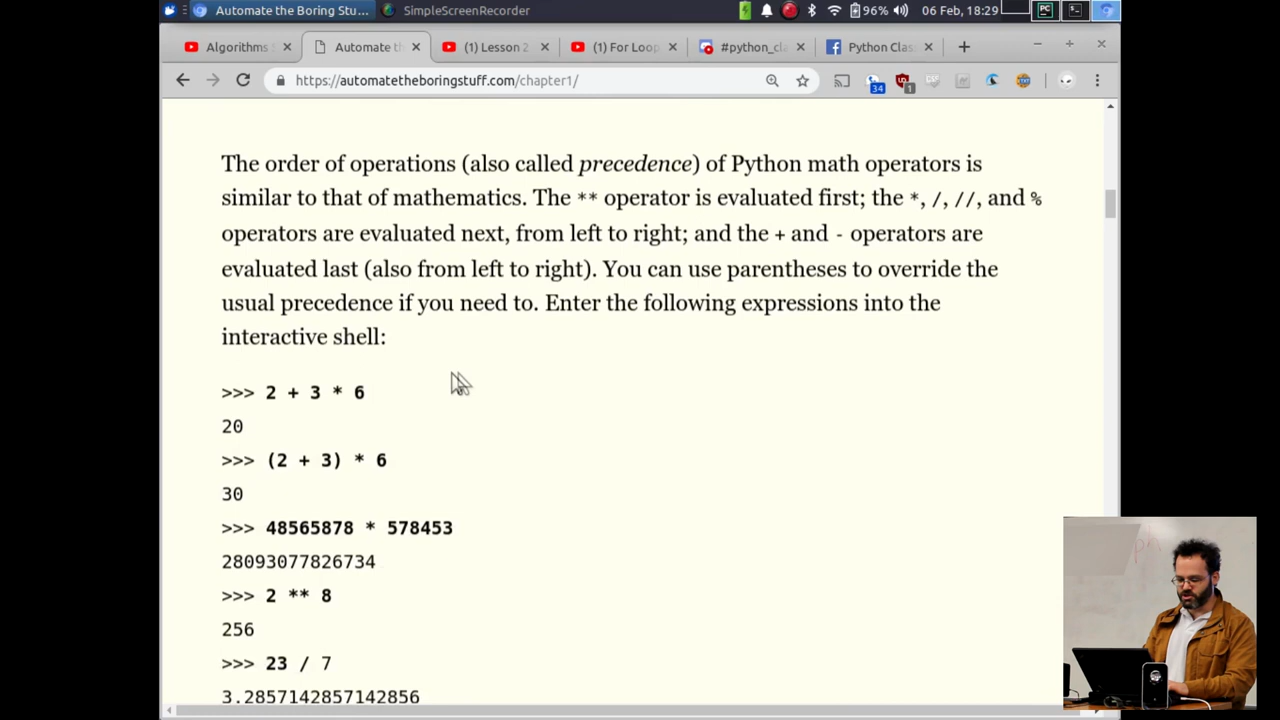 Automate the Boring Stu...
SimpleScreenRecorder
96%
06 Feb, 18:29
Algorithms
Automate th
(1) Lesson 2
(1) For Loop
#python_cla
Python Clas
https://automatetheboringstuff.com/chapter1/
34
1
The order of operations (also called precedence) of Python math operators is
similar to that of mathematics. The ** operator is evaluated first; the *, /, //, and %
operators are evaluated next, from left to right; and the + and - operators are
evaluated last (also from left to right). You can use parentheses to override the
usual precedence if you need to. Enter the following expressions into the
interactive shell:
>>> 2 + 3 * 6
20
>>> (2 + 3) * 6
30
>>> 48565878 * 578453
28093077826734
>>> 2 ** 8
256
>>> 23 / 7
3.2857142857142856
ph